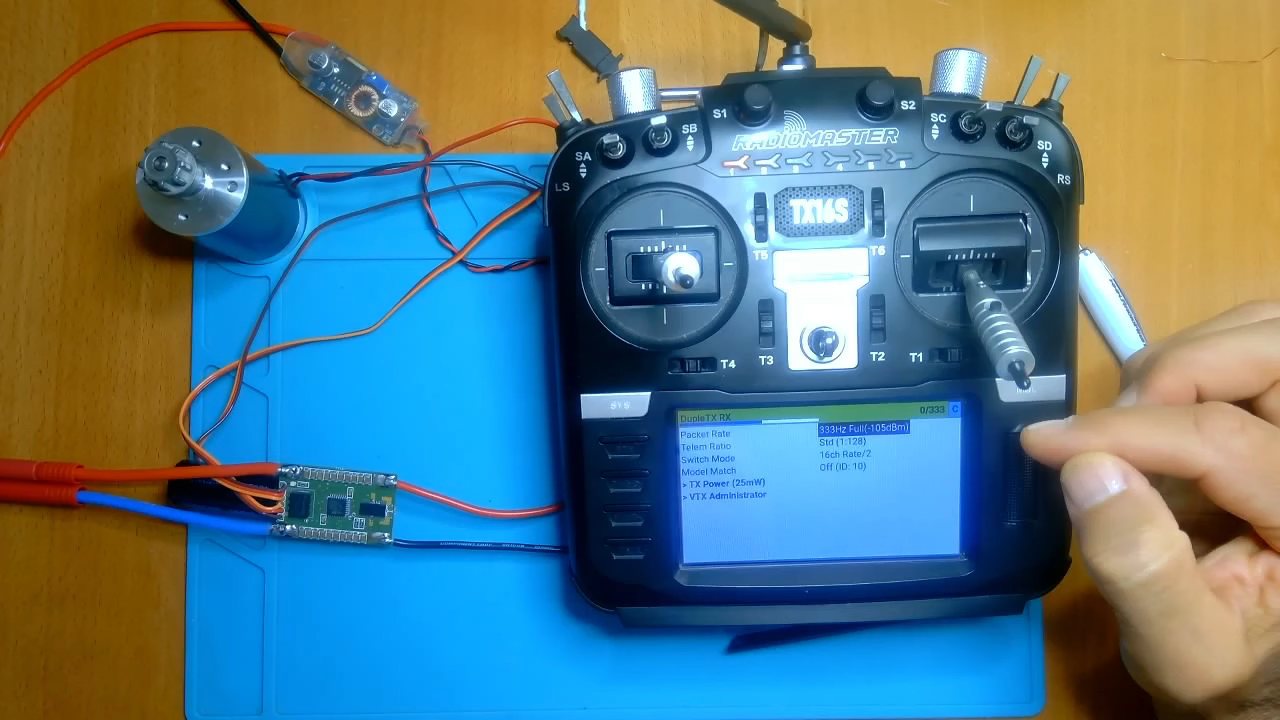 S1
S2
SB
SC
SA
SD
LS
RS
RADIOMASTER
TX16S
T5
T6
T4
T3
T2
T1
SYS
DupleTX RX 0/333 C
Packet Rate 333Hz Full(-105dBm)
Telem Ratio Std (1:128)
Switch Mode 16ch Rate/2
Model Match Off (ID: 10)
> TX Power (25mW)
> VTX Administrator